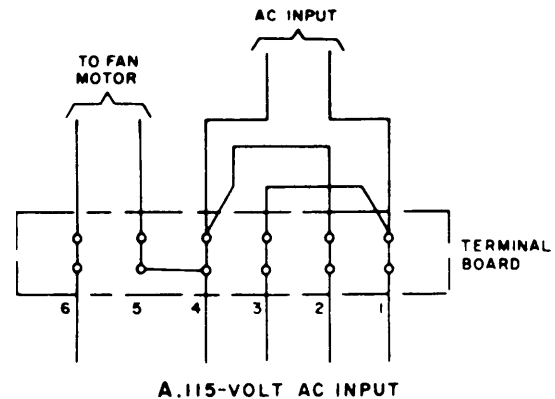 AC INPUT
TO FAN
MOTOR
TERMINAL
BOARD
6 5 4 3 2 1
A.115-VOLT AC INPUT